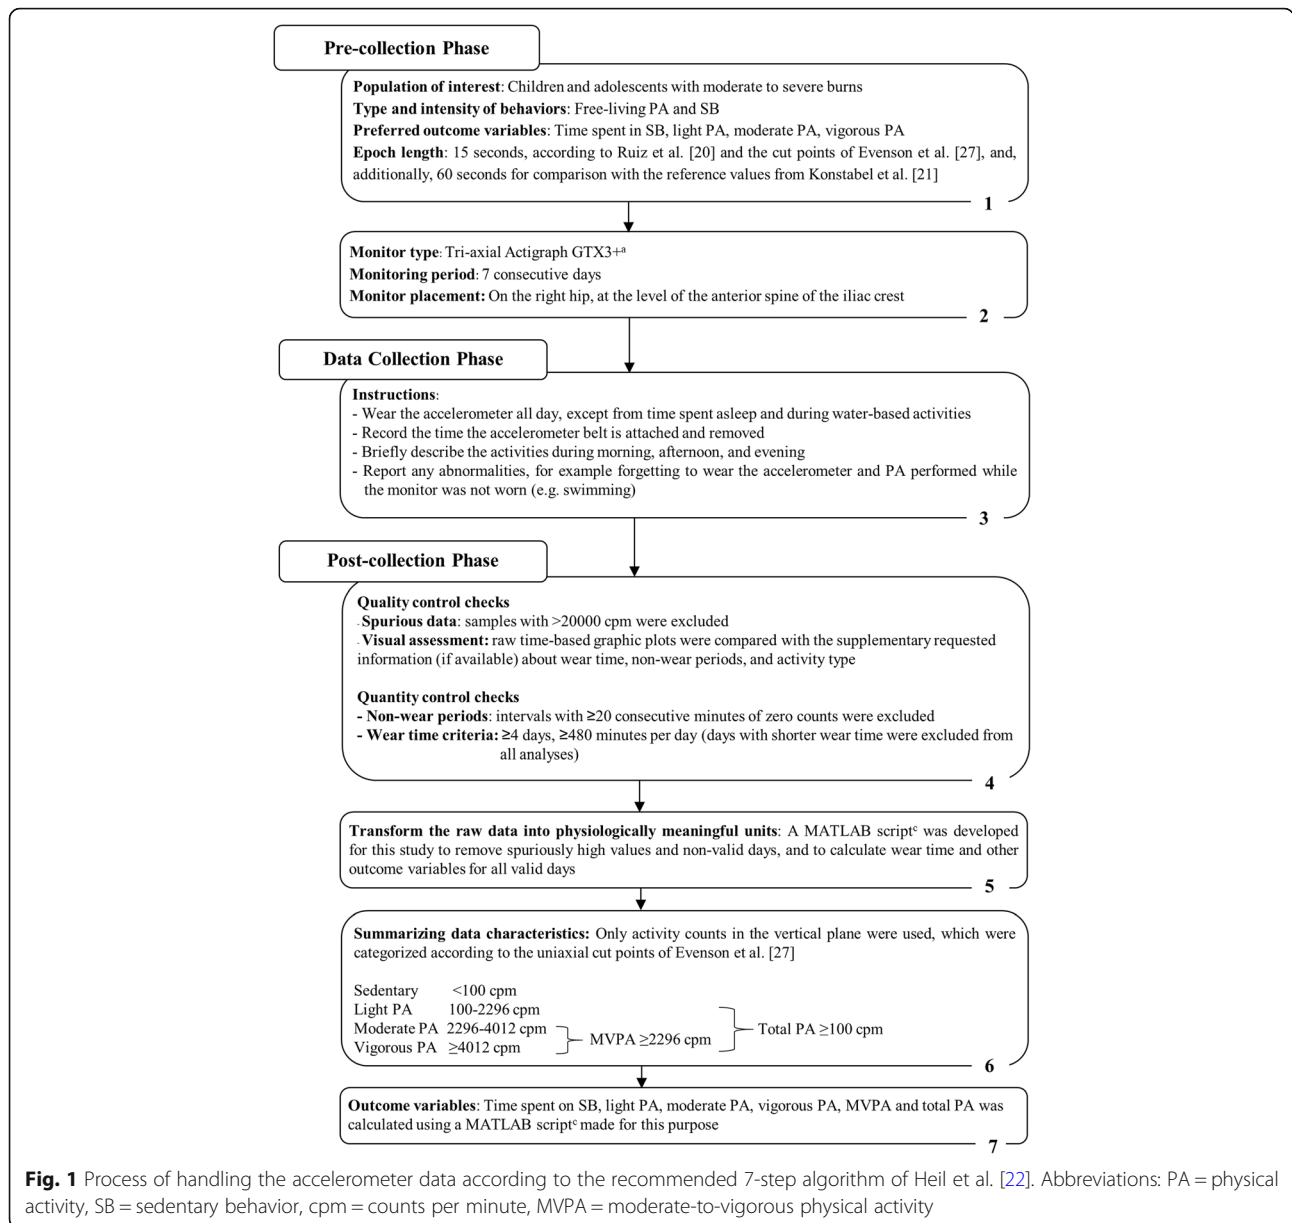 Pre-collection Phase
Population of interest: Children and adolescents with moderate to severe burns
Type and intensity of behaviors: Free-living PA and SB
Preferred outcome variables: Time spent in SB, light PA, moderate PA, vigorous PA
Epoch length: 15 seconds, according to Ruiz et al. [20] and the cut points of Evenson et al. [27], and,
additionally, 60 seconds for comparison with the reference values from Konstabel et al. [21]
1
Monitor type: Tri-axial Actigraph GTX3+ᵃ
Monitoring period: 7 consecutive days
Monitor placement: On the right hip, at the level of the anterior spine of the iliac crest
2
Data Collection Phase
Instructions:
- Wear the accelerometer all day, except from time spent asleep and during water-based activities
- Record the time the accelerometer belt is attached and removed
- Briefly describe the activities during morning, afternoon, and evening
- Report any abnormalities, for example forgetting to wear the accelerometer and PA performed while
the monitor was not worn (e.g. swimming)
3
Post-collection Phase
Quality control checks
- Spurious data: samples with >20000 cpm were excluded
- Visual assessment: raw time-based graphic plots were compared with the supplementary requested
information (if available) about wear time, non-wear periods, and activity type
Quantity control checks
- Non-wear periods: intervals with ≥20 consecutive minutes of zero counts were excluded
- Wear time criteria: ≥4 days, ≥480 minutes per day (days with shorter wear time were excluded from
all analyses)
4
Transform the raw data into physiologically meaningful units: A MATLAB scriptᶜ was developed
for this study to remove spuriously high values and non-valid days, and to calculate wear time and other
outcome variables for all valid days
5
Summarizing data characteristics: Only activity counts in the vertical plane were used, which were
categorized according to the uniaxial cut points of Evenson et al. [27]
Sedentary <100 cpm
Light PA 100-2296 cpm
Moderate PA 2296-4012 cpm
Vigorous PA ≥4012 cpm
MVPA ≥2296 cpm
Total PA ≥100 cpm
6
Outcome variables: Time spent on SB, light PA, moderate PA, vigorous PA, MVPA and total PA was
calculated using a MATLAB scriptᶜ made for this purpose
7
Fig. 1 Process of handling the accelerometer data according to the recommended 7-step algorithm of Heil et al. [22]. Abbreviations: PA = physical
activity, SB = sedentary behavior, cpm = counts per minute, MVPA = moderate-to-vigorous physical activity